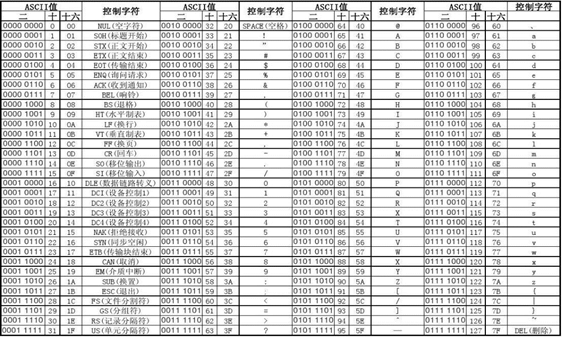 ASCII值 控制字符 ASCII值 控制字符 ASCII值 控制字符 ASCII值 控制字符
二 十 十六 二 十 十六 二 十 十六 二 十 十六
0000 0000 0 00 NUL(空字符) 0010 0000 32 20 SPACE(空格) 0100 0000 64 40 @ 0110 0000 96 60 、
0000 0001 1 01 SOH(标题开始) 0010 0001 33 21 ! 0100 0001 65 41 A 0110 0001 97 61 a
0000 0010 2 02 STX(正文开始) 0010 0010 34 22 " 0100 0010 66 42 B 0110 0010 98 62 b
0000 0011 3 03 ETX(正文结束) 0010 0011 35 23 # 0100 0011 67 43 C 0110 0011 99 63 c
0000 0100 4 04 EOT(传输结束) 0010 0100 36 24 $ 0100 0100 68 44 D 0110 0100 100 64 d
0000 0101 5 05 ENQ(询问请求) 0010 0101 37 25 % 0100 0101 69 45 E 0110 0101 101 65 e
0000 0110 6 06 ACK(收到通知) 0010 0110 38 26 & 0100 0110 70 46 F 0110 0110 102 66 f
0000 0111 7 07 BEL(响铃) 0010 0111 39 27 , 0100 0111 71 47 G 0110 0111 103 67 g
0000 1000 8 08 BS(退格) 0010 1000 40 28 ( 0100 1000 72 48 H 0110 1000 104 68 h
0000 1001 9 09 HT(水平制表) 0010 1001 41 29 ) 0100 1001 73 49 I 0110 1001 105 69 i
0000 1010 10 0A LF(换行) 0010 1010 42 2A 0100 1010 74 4A J 0110 1010 106 6A j
0000 1011 11 0B VT(垂直制表) 0010 1011 43 2B + 0100 1011 75 4B K 0110 1011 107 6B k
0000 1100 12 0C FF(换页) 0010 1100 44 2C , 0100 1100 76 4C L 0110 1100 108 6C l
0000 1101 13 0D CR(回车) 0010 1101 45 2D - 0100 1101 77 4D M 0110 1101 109 6D m
0000 1110 14 0E SO(移位输出) 0010 1110 46 2E . 0100 1110 78 4E N 0110 1110 110 6E n
0000 1111 15 0F SI(移位输入) 0010 1111 47 2F / 0100 1111 79 4F O 0110 1111 111 6F o
0001 0000 16 10 DLE(数据链路转义) 0011 0000 48 30 0 0101 0000 80 50 P 0111 0000 112 70 p
0001 0001 17 11 DCI(设备控制1) 0011 0001 49 31 1 0101 0001 81 51 Q 0111 0001 113 71 q
0001 0010 18 12 DC2(设备控制2) 0011 0010 50 32 2 0101 0010 82 52 R 0111 0010 114 72 r
0001 0011 19 13 DC3(设备控制3) 0011 0011 51 33 3 0101 0011 83 53 X 0111 0011 115 73 s
0001 0100 20 14 DC4(设备控制4) 0011 0100 52 34 4 0101 0100 84 54 T 0111 0100 116 74 t
0001 0101 21 15 NAK(拒绝接收) 0011 0101 53 35 5 0101 0101 85 55 U 0111 0101 117 75 u
0001 0110 22 16 SYN(同步空闲) 0011 0110 54 36 6 0101 0110 86 56 V 0111 0110 118 76 v
0001 0111 23 17 ETB(传输块结束) 0011 0111 55 37 7 0101 0111 87 57 W 0111 0111 119 77 w
0001 1000 24 18 CAN(取消) 0011 1000 56 38 8 0101 1000 88 58 X 0111 1000 120 78 x
0001 1001 25 19 EM(介质中断) 0011 1001 57 39 9 0101 1001 89 59 Y 0111 1001 121 79 y
0001 1010 26 1A SUB(换置) 0011 1010 58 3A : 0101 1010 90 5A Z 0111 1010 122 7A z
0001 1011 27 1B ESC(退出) 0011 1011 59 3B ; 0101 1011 91 5B [ 0111 1011 123 7B {
0001 1100 28 1C FS(文件分割符) 0011 1100 60 3C < 0101 1100 92 5C / 0111 1100 124 7C |
0001 1101 29 1D GS(分组符) 0011 1101 61 3D = 0101 1101 93 5D ] 0111 1101 125 7D }
0001 1110 30 1E RS(记录分隔符) 0011 1110 62 3E > 0101 1110 94 5E ^ 0111 1110 126 7E ~
0001 1111 31 1F US(单元分隔符) 0011 1111 63 3F ? 0101 1111 95 5F — 0111 1111 127 7F DEL(删除)